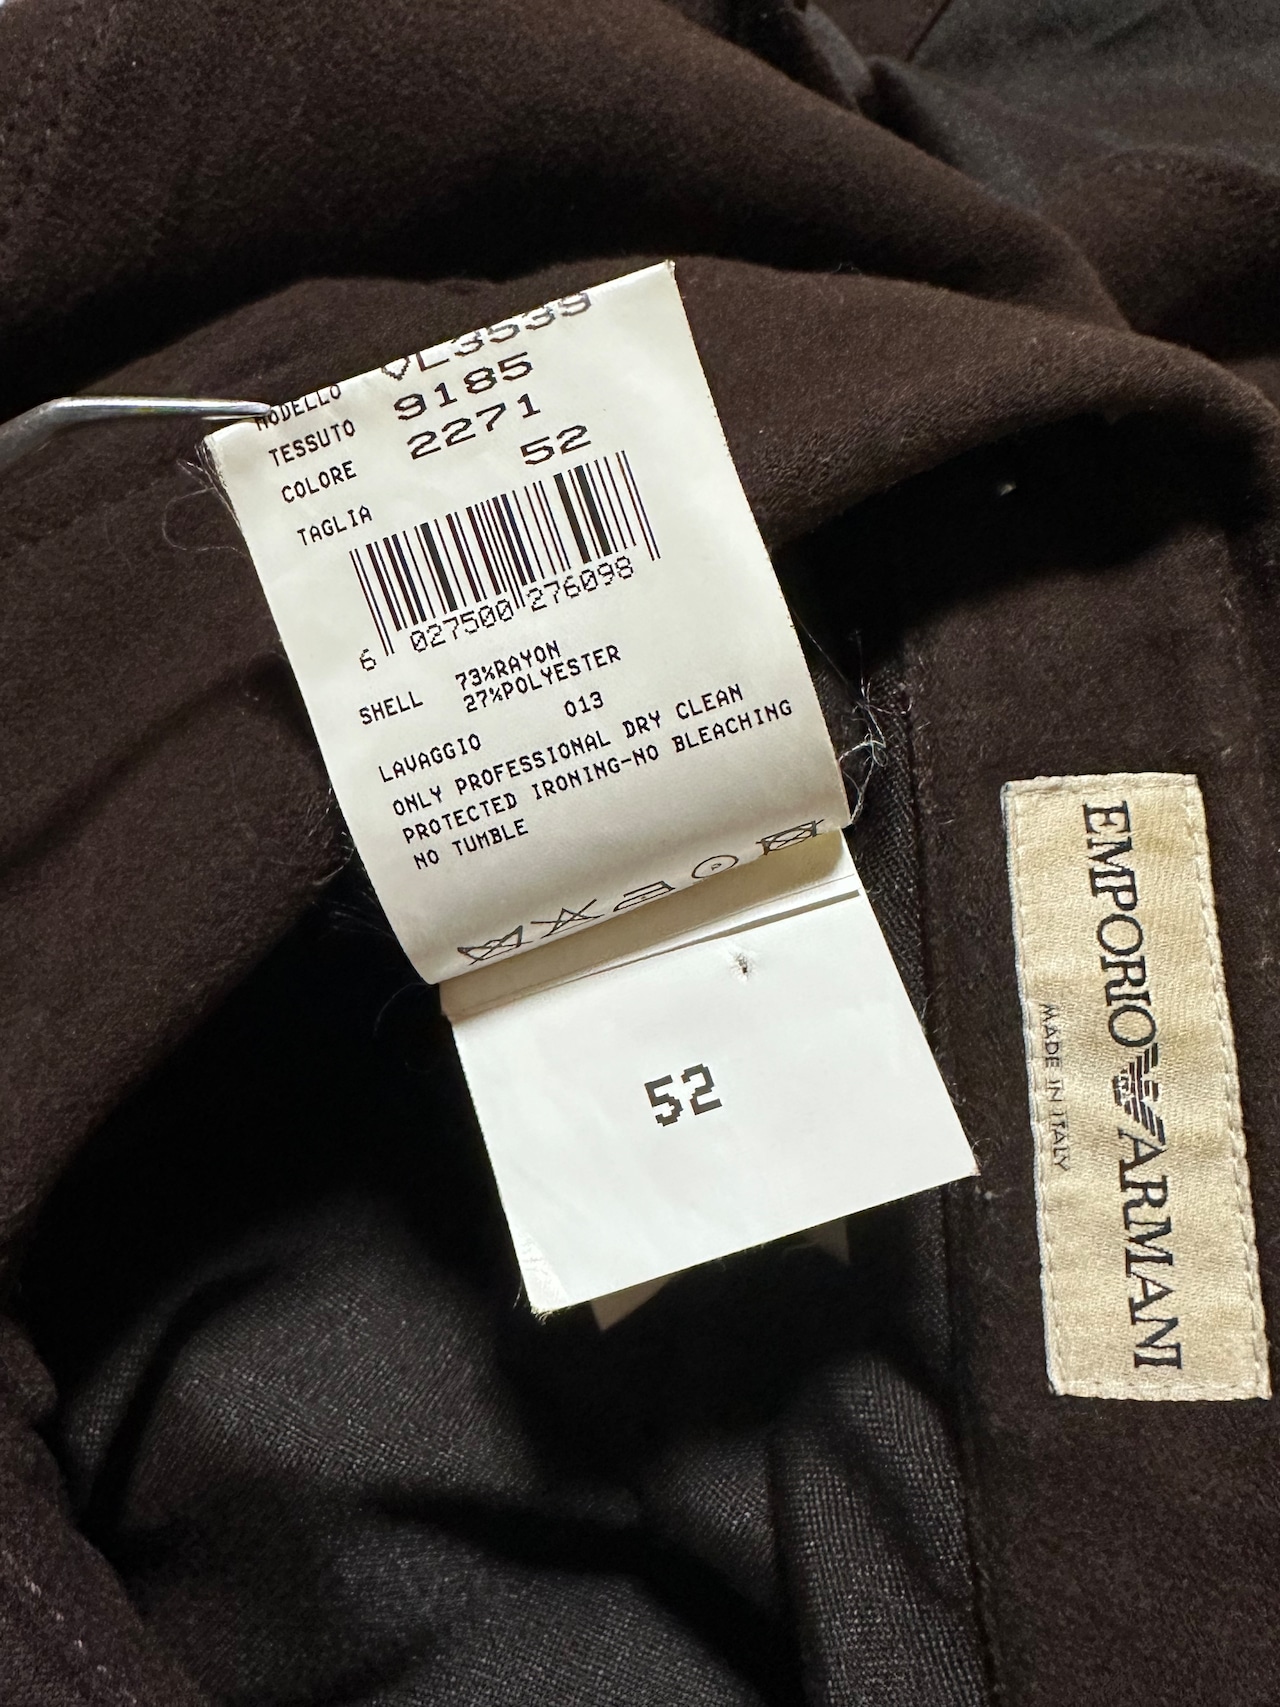 MODELLO VL3539
TESSUTO 9185
COLORE 2271
TAGLIA 52
6 027500 276098
SHELL 73%RAYON
27%POLYESTER
LAVAGGIO 013
ONLY PROFESSIONAL DRY CLEAN
PROTECTED IRONING-NO BLEACHING
NO TUMBLE
P
52
EMPORIO ARMANI
MADE IN ITALY